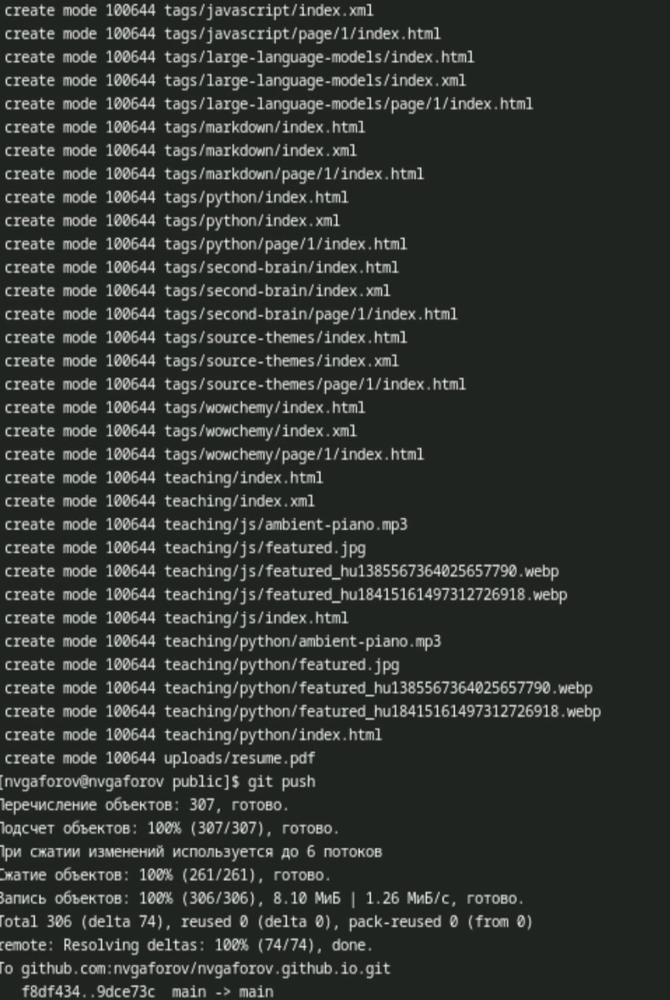 create mode 100644 tags/javascript/index.xml
create mode 100644 tags/javascript/page/1/index.html
create mode 100644 tags/large-language-models/index.html
create mode 100644 tags/large-language-models/index.xml
create mode 100644 tags/large-language-models/page/1/index.html
create mode 100644 tags/markdown/index.html
create mode 100644 tags/markdown/index.xml
create mode 100644 tags/markdown/page/1/index.html
create mode 100644 tags/python/index.html
create mode 100644 tags/python/index.xml
create mode 100644 tags/python/page/1/index.html
create mode 100644 tags/second-brain/index.html
create mode 100644 tags/second-brain/index.xml
create mode 100644 tags/second-brain/page/1/index.html
create mode 100644 tags/source-themes/index.html
create mode 100644 tags/source-themes/index.xml
create mode 100644 tags/source-themes/page/1/index.html
create mode 100644 tags/wowchemy/index.html
create mode 100644 tags/wowchemy/index.xml
create mode 100644 tags/wowchemy/page/1/index.html
create mode 100644 teaching/index.html
create mode 100644 teaching/index.xml
create mode 100644 teaching/js/ambient-piano.mp3
create mode 100644 teaching/js/featured.jpg
create mode 100644 teaching/js/featured_hu1385567364025657790.webp
create mode 100644 teaching/js/featured_hu18415161497312726918.webp
create mode 100644 teaching/js/index.html
create mode 100644 teaching/python/ambient-piano.mp3
create mode 100644 teaching/python/featured.jpg
create mode 100644 teaching/python/featured_hu1385567364025657790.webp
create mode 100644 teaching/python/featured_hu18415161497312726918.webp
create mode 100644 teaching/python/index.html
create mode 100644 uploads/resume.pdf
[nvgaforov@nvgaforov public]$ git push
Перечисление объектов: 307, готово.
Подсчет объектов: 100% (307/307), готово.
При сжатии изменений используется до 6 потоков
Сжатие объектов: 100% (261/261), готово.
Запись объектов: 100% (306/306), 8.10 МиБ | 1.26 МиБ/с, готово.
Total 306 (delta 74), reused 0 (delta 0), pack-reused 0 (from 0)
remote: Resolving deltas: 100% (74/74), done.
To github.com:nvgaforov/nvgaforov.github.io.git
f8df434..9dce73c main -> main